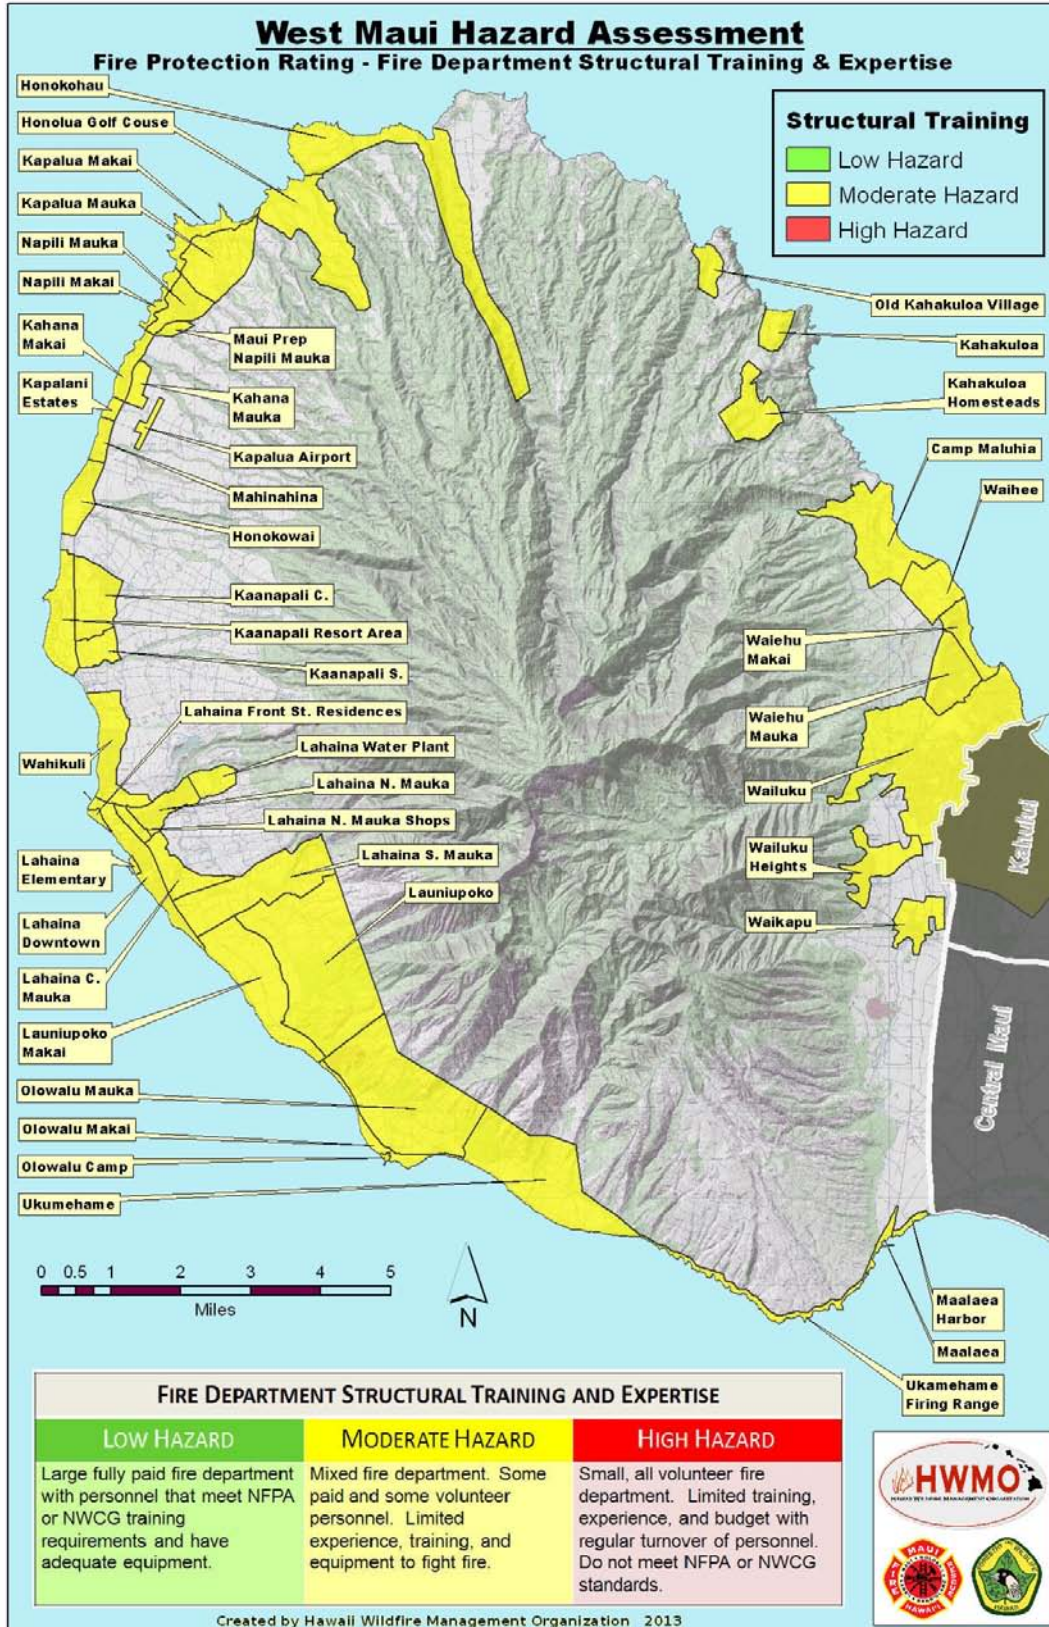 West Maui Hazard Assessment
Fire Protection Rating - Fire Department Structural Training & Expertise
Honokohau
Honolua Golf Couse
Kapalua Makai
Kapalua Mauka
Napili Mauka
Napili Makai
Kahana
Makai
Kapalani
Estates
Maui Prep
Napili Mauka
Kahana
Mauka
Kapalua Airport
Mahinahina
Honokowai
Kaanapali C.
Kaanapali Resort Area
Kaanapali S.
Lahaina Front St. Residences
Wahikuli
Lahaina Water Plant
Lahaina N. Mauka
Lahaina N. Mauka Shops
Lahaina S. Mauka
Launiupoko
Lahaina
Elementary
Lahaina
Downtown
Lahaina C.
Mauka
Launiupoko
Makai
Olowalu Mauka
Olowalu Makai
Olowalu Camp
Ukumehame
Structural Training
Low Hazard
Moderate Hazard
High Hazard
Old Kahakuloa Village
Kahakuloa
Kahakuloa
Homesteads
Camp Maluhia
Waihee
Waiehu
Makai
Waiehu
Mauka
Wailuku
Wailuku
Heights
Waikapu
Kahului
Central Maui
Maalaea
Harbor
Maalaea
Ukamehame
Firing Range
0 0.5 1 2 3 4 5
Miles
N
FIRE DEPARTMENT STRUCTURAL TRAINING AND EXPERTISE
LOW HAZARD
Large fully paid fire department
with personnel that meet NFPA
or NWCG training
requirements and have
adequate equipment.
MODERATE HAZARD
Mixed fire department. Some
paid and some volunteer
personnel. Limited
experience, training, and
equipment to fight fire.
HIGH HAZARD
Small, all volunteer fire
department. Limited training,
experience, and budget with
regular turnover of personnel.
Do not meet NFPA or NWCG
standards.
HWMO
MAUI
FIRE
HAWAI'I
Created by Hawaii Wildfire Management Organization 2013